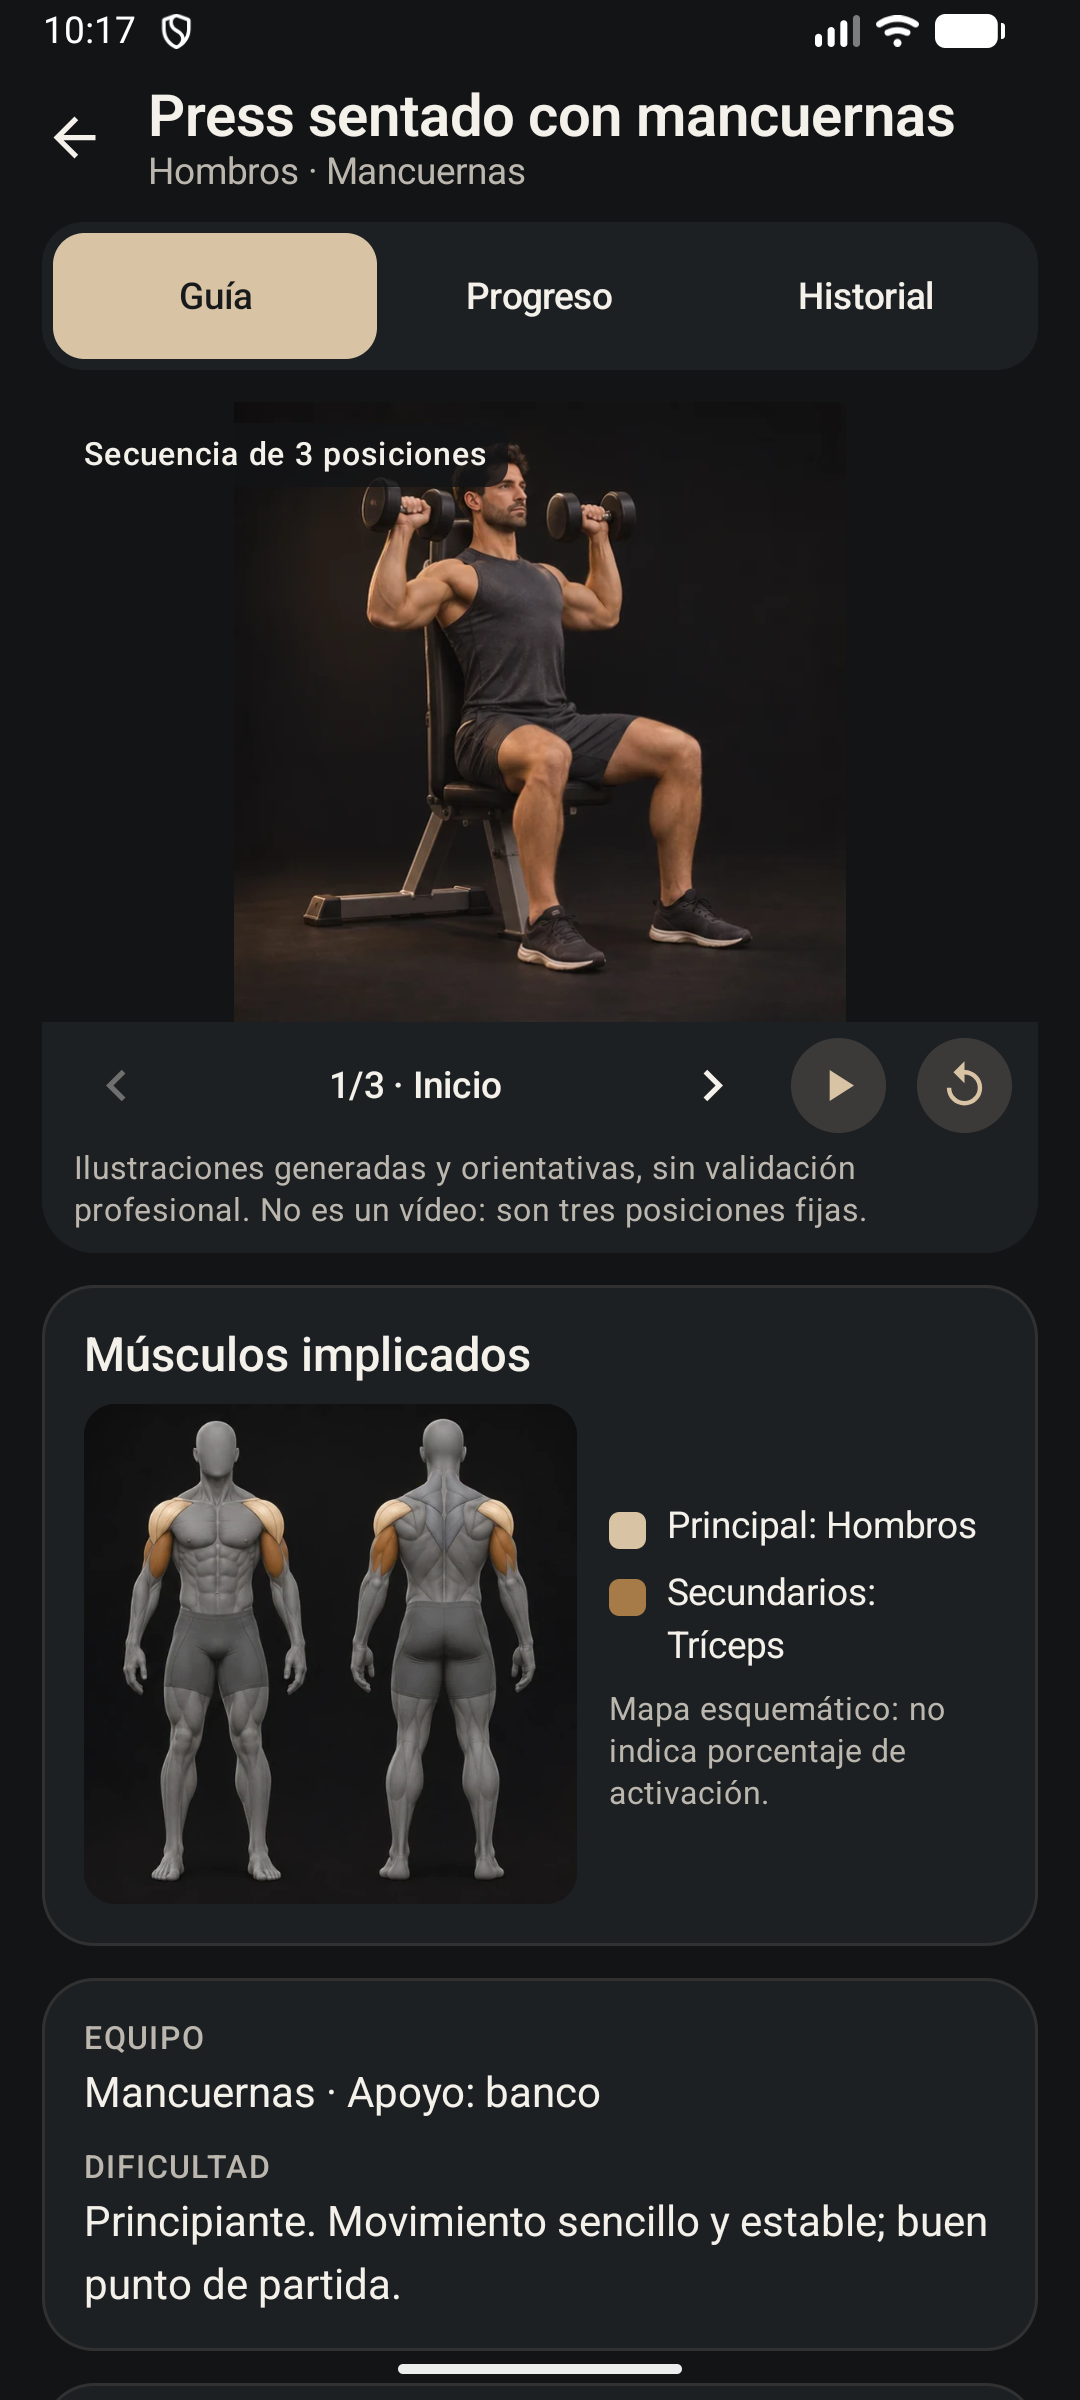 10:17
Press sentado con mancuernas
Hombros · Mancuernas
Guía
Progreso
Historial
Secuencia de 3 posiciones
1/3 · Inicio
Ilustraciones generadas y orientativas, sin validación
profesional. No es un vídeo: son tres posiciones fijas.
Músculos implicados
Principal: Hombros
Secundarios:
Tríceps
Mapa esquemático: no
indica porcentaje de
activación.
EQUIPO
Mancuernas · Apoyo: banco
DIFICULTAD
Principiante. Movimiento sencillo y estable; buen
punto de partida.